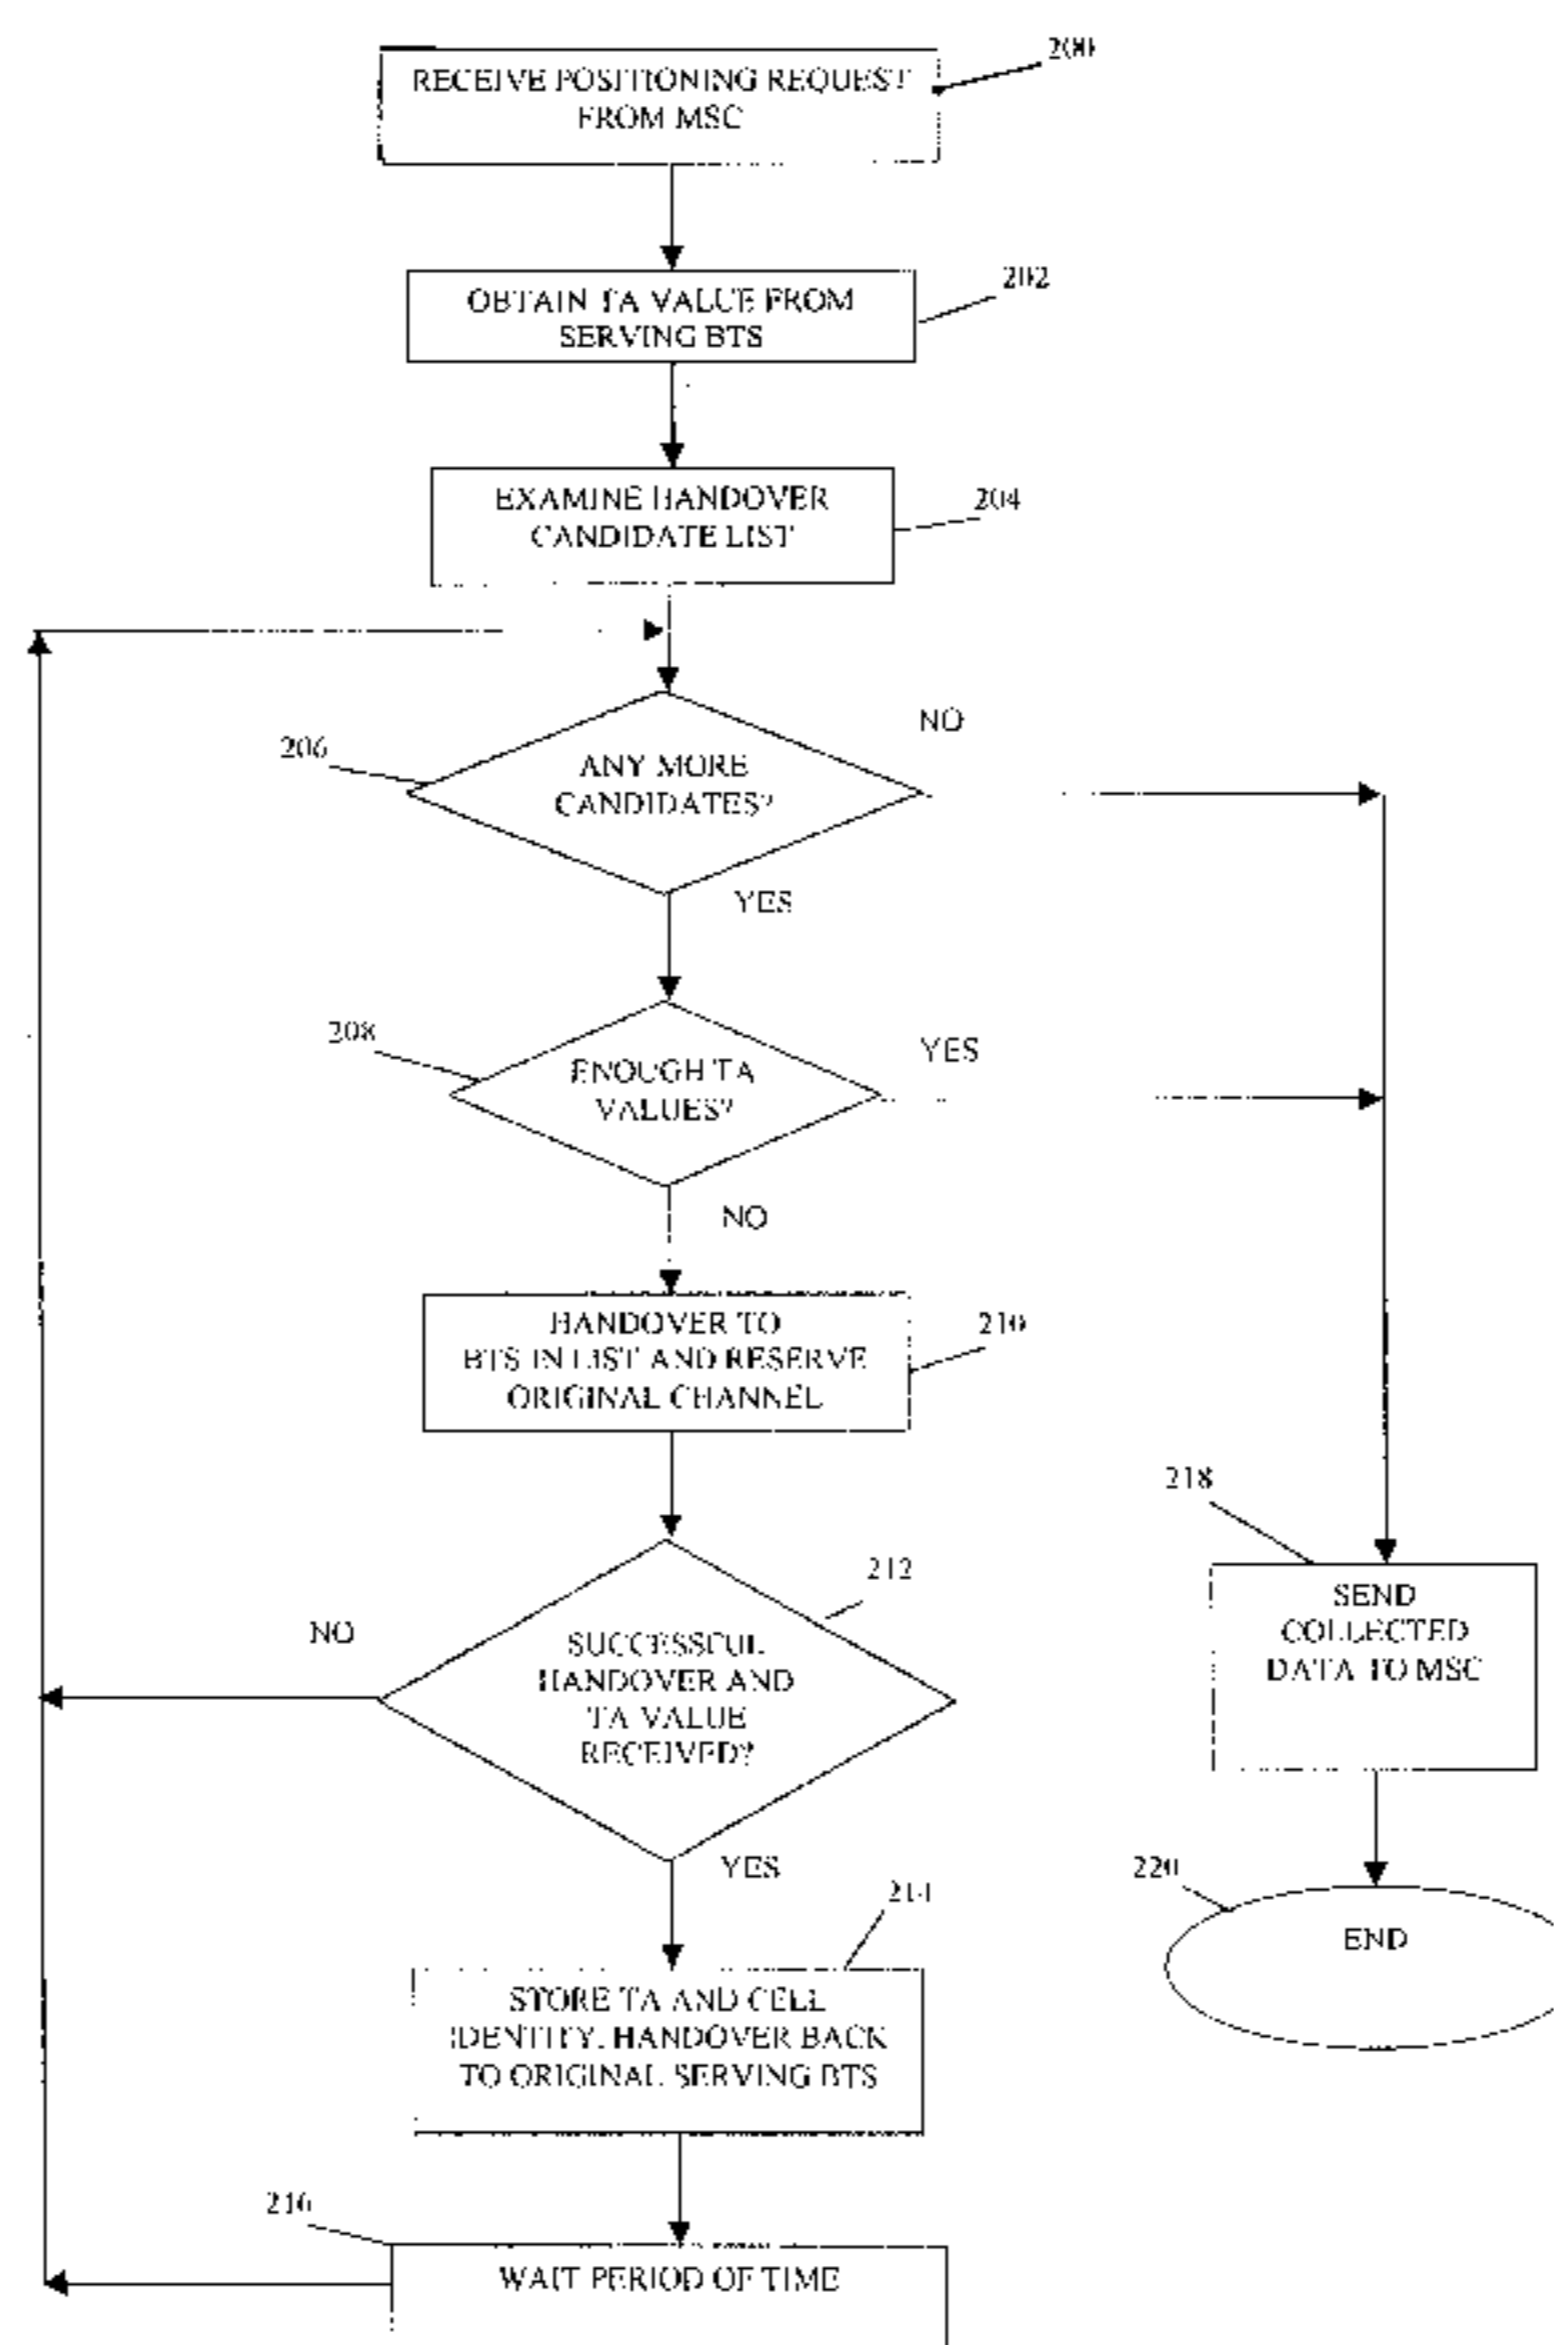 200
RECEIVE POSITIONING REQUEST
FROM MSC
202
OBTAIN TA VALUE FROM
SERVING BTS
204
EXAMINE HANDOVER
CANDIDATE LIST
NO
206
ANY MORE
CANDIDATES?
YES
208
YES
ENOUGH TA
VALUES?
NO
210
HANDOVER TO
BTS IN LIST AND RESERVE
ORIGINAL CHANNEL
218
212
SEND
COLLECTED
DATA TO MSC
NO
SUCCESSFUL
HANDOVER AND
TA VALUE
RECEIVED?
YES
220
214
END
STORE TA AND CELL
IDENTITY, HANDOVER BACK
TO ORIGINAL SERVING BTS
216
WAIT PERIOD OF TIME